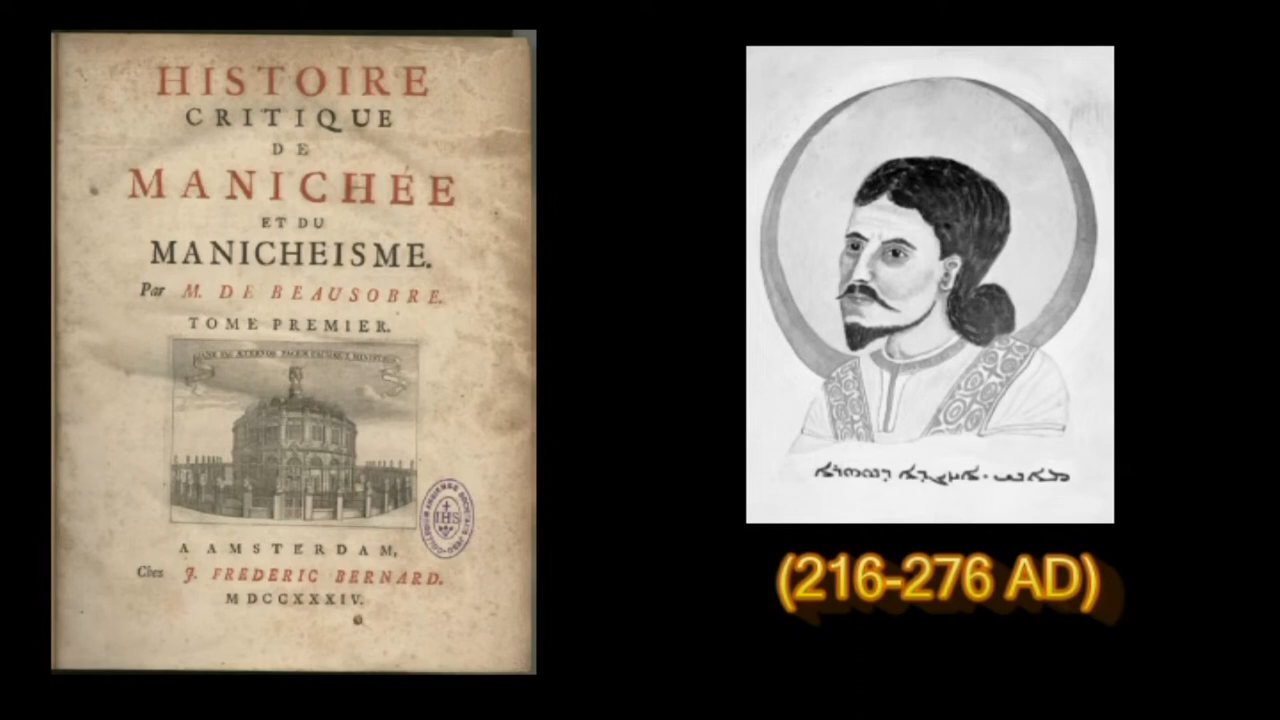 HISTOIRE
CRITIQUE
DE
MANICHÉE
ET DU
MANICHEISME.
Par M. DE BEAUSOBRE.
TOME PREMIER.
A AMSTERDAM,
Chez J. FREDERIC BERNARD.
MDCCXXXIV.
IHS
(216-276 AD)